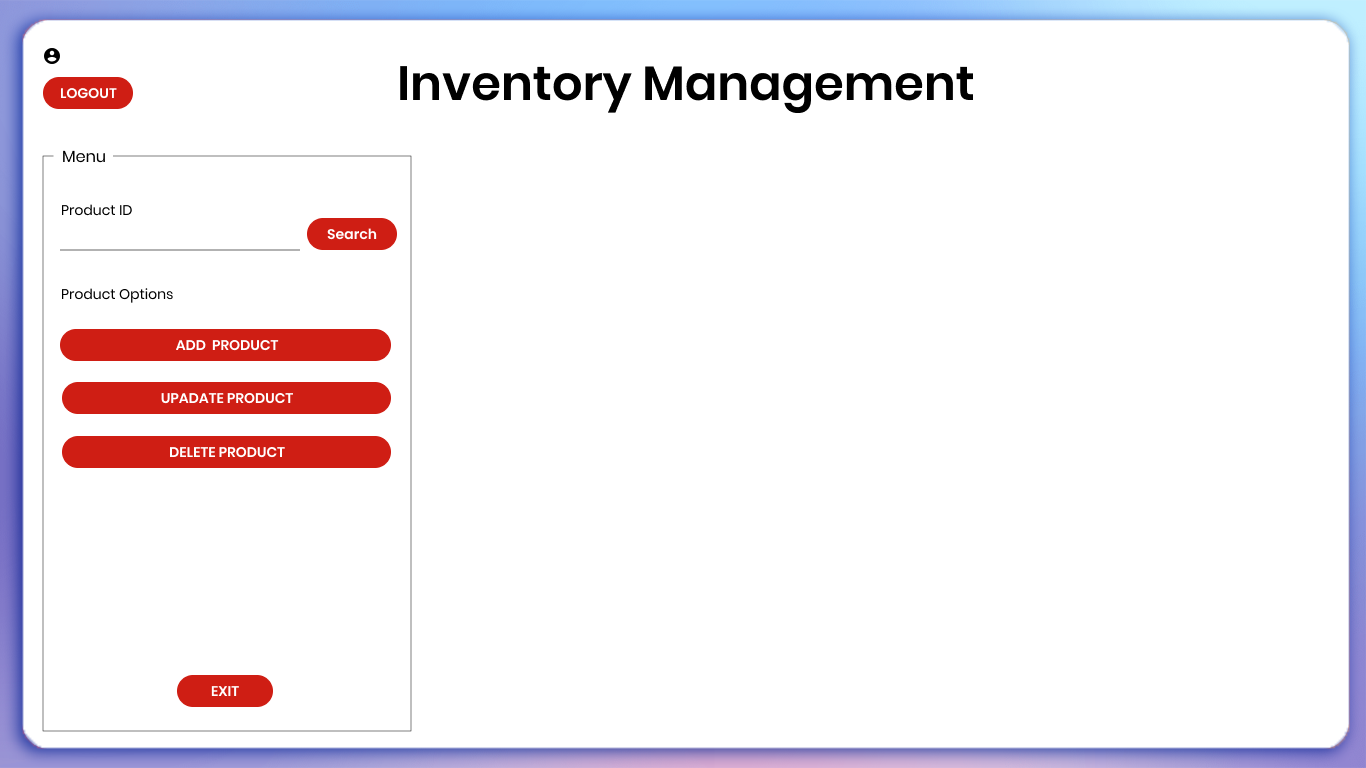 LOGOUT
Inventory Management
Menu
Product ID
Search
Product Options
ADD  PRODUCT
UPADATE PRODUCT
DELETE PRODUCT
EXIT